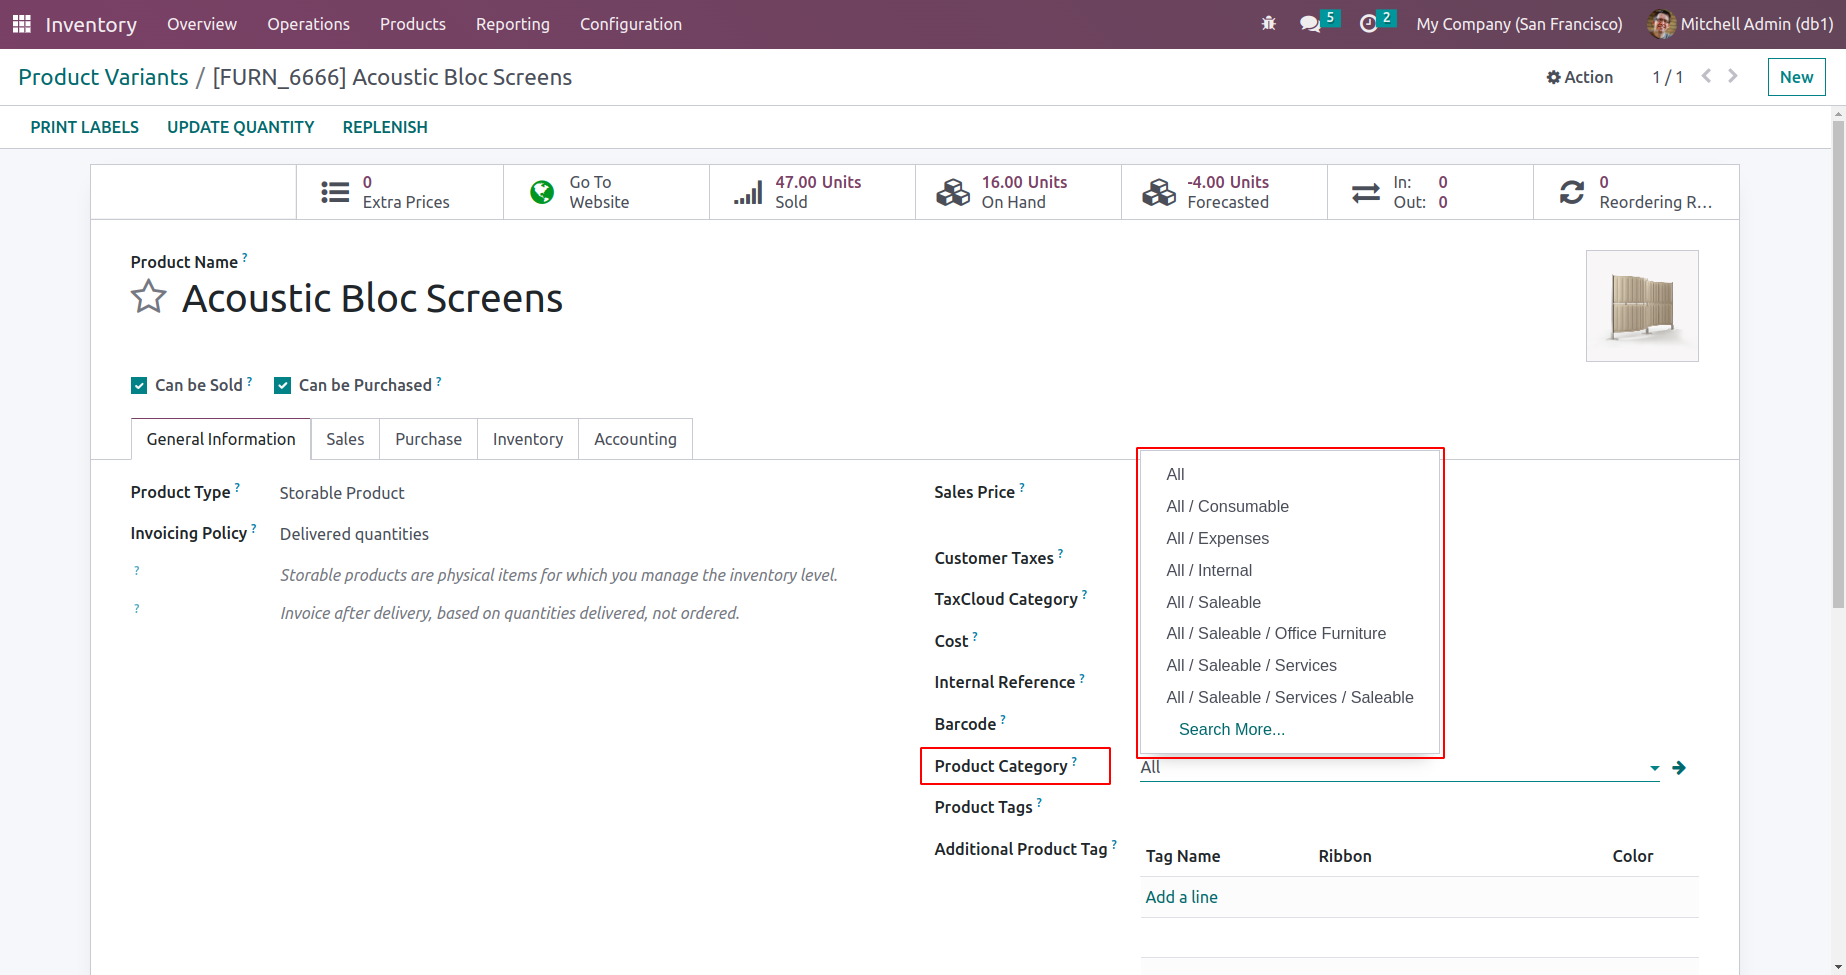 Inventory Overview Operations Products Reporting Configuration 5 2 My Company (San Francisco) Mitchell Admin (db1)
Product Variants / [FURN_6666] Acoustic Bloc Screens Action 1 / 1 New
PRINT LABELS UPDATE QUANTITY REPLENISH
0 Extra Prices
Go To Website
47.00 Units Sold
16.00 Units On Hand
-4.00 Units Forecasted
In: 0
Out: 0
0 Reordering R...
Product Name ?
Acoustic Bloc Screens
Can be Sold ? Can be Purchased ?
General Information Sales Purchase Inventory Accounting
Product Type ? Storable Product
Invoicing Policy ? Delivered quantities
? Storable products are physical items for which you manage the inventory level.
? Invoice after delivery, based on quantities delivered, not ordered.
Sales Price ?
Customer Taxes ?
TaxCloud Category ?
Cost ?
Internal Reference ?
Barcode ?
All
All / Consumable
All / Expenses
All / Internal
All / Saleable
All / Saleable / Office Furniture
All / Saleable / Services
All / Saleable / Services / Saleable
Search More...
Product Category ? All
Product Tags ?
Additional Product Tag ?
Tag Name Ribbon Color
Add a line